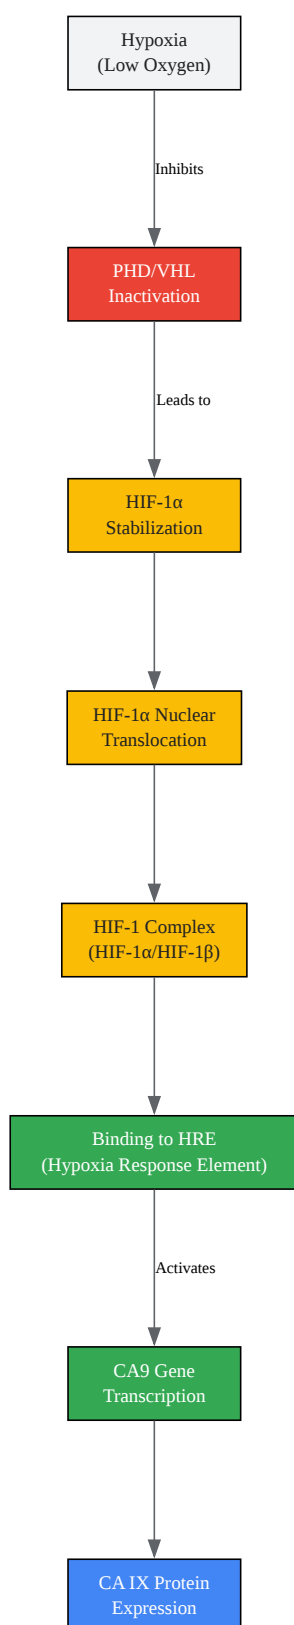 Hypoxia
(Low Oxygen)
Inhibits
PHD/VHL
Inactivation
Leads to
HIF-1α
Stabilization
HIF-1α Nuclear
Translocation
HIF-1 Complex
(HIF-1α/HIF-1β)
Binding to HRE
(Hypoxia Response Element)
Activates
CA9 Gene
Transcription
CA IX Protein
Expression